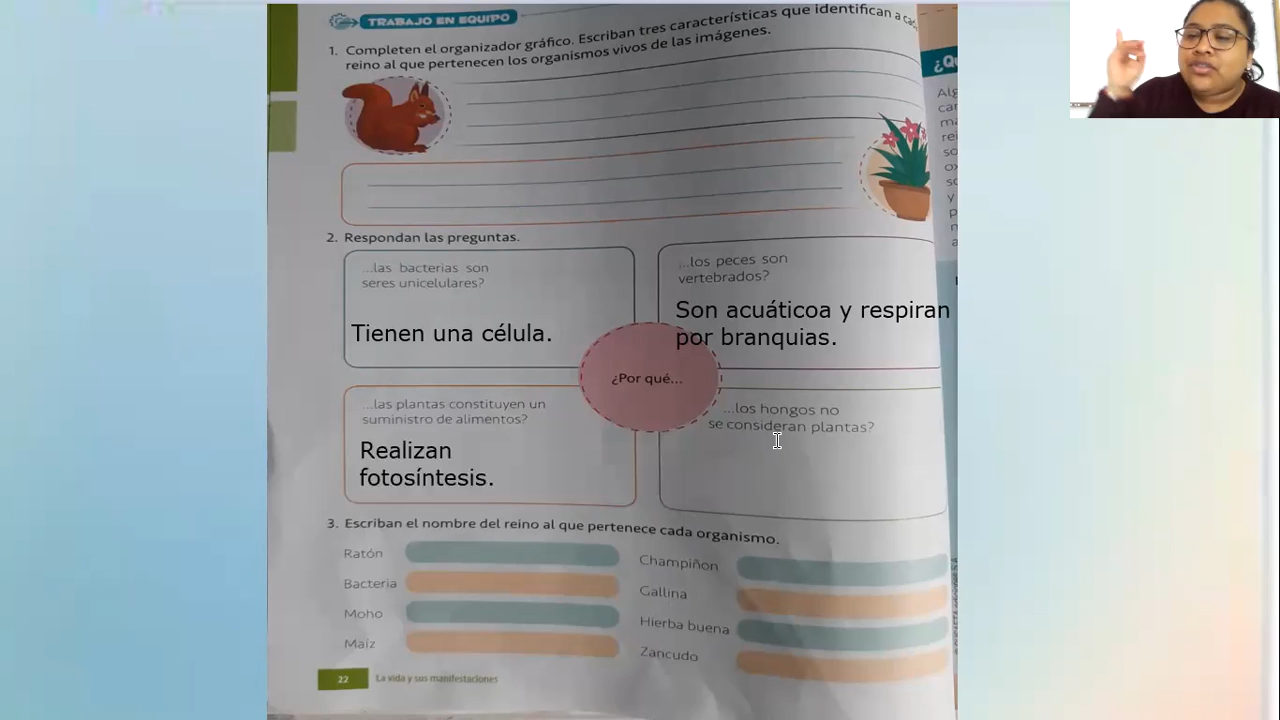 TRABAJO EN EQUIPO
1. Completen el organizador gráfico. Escriban tres características que identifican a
reino al que pertenecen los organismos vivos de las imágenes.
2. Respondan las preguntas.
...las bacterias son
seres unicelulares?
Tienen una célula.
...los peces son
vertebrados?
Son acuáticoa y respiran
por branquias.
¿Por qué...
...las plantas constituyen un
suministro de alimentos?
Realizan
fotosíntesis.
...los hongos no
se consideran plantas?
3. Escriban el nombre del reino al que pertenece cada organismo.
Ratón
Bacteria
Moho
Maíz
Champiñon
Gallina
Hierba buena
Zancudo
22 La vida y sus manifestaciones